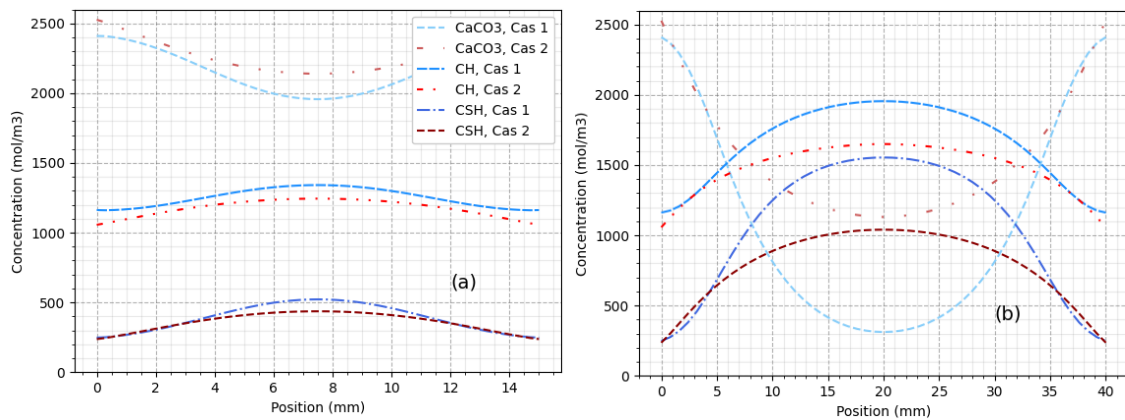 2500
2000
1500
1000
500
0
Concentration (mol/m3)
0
2
4
6
8
10
12
14
Position (mm)
CaCO3, Cas 1
CaCO3, Cas 2
CH, Cas 1
CH, Cas 2
CSH, Cas 1
CSH, Cas 2
(a)
2500
2000
1500
1000
500
0
Concentration (mol/m3)
0
5
10
15
20
25
30
35
40
Position (mm)
(b)